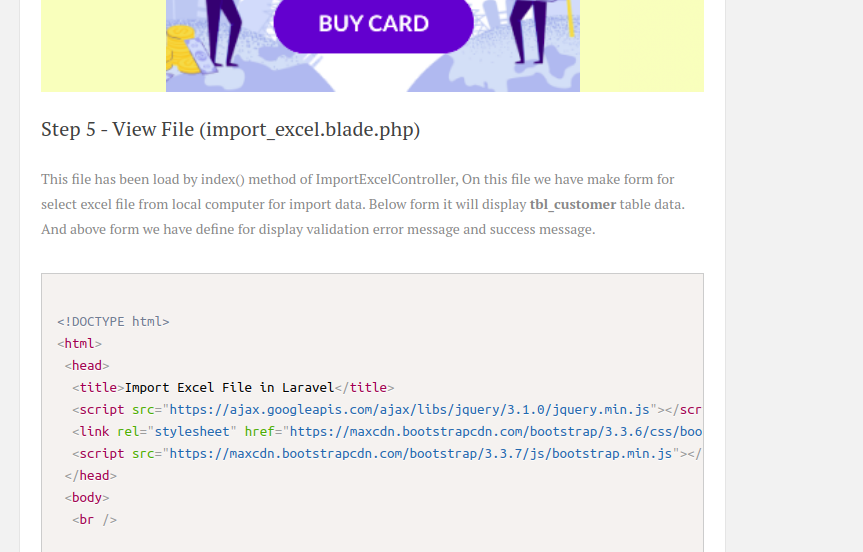 BUY CARD
Step 5 - View File (import_excel.blade.php)
This file has been load by index() method of ImportExcelController, On this file we have make form for
select excel file from local computer for import data. Below form it will display tbl_customer table data.
And above form we have define for display validation error message and success message.
<!DOCTYPE html>
<html>
<head>
<title>Import Excel File in Laravel</title>
<script src="https://ajax.googleapis.com/ajax/libs/jquery/3.1.0/jquery.min.js"></scr
<link rel="stylesheet" href="https://maxcdn.bootstrapcdn.com/bootstrap/3.3.6/css/boo
<script src="https://maxcdn.bootstrapcdn.com/bootstrap/3.3.7/js/bootstrap.min.js"></
</head>
<body>
<br />